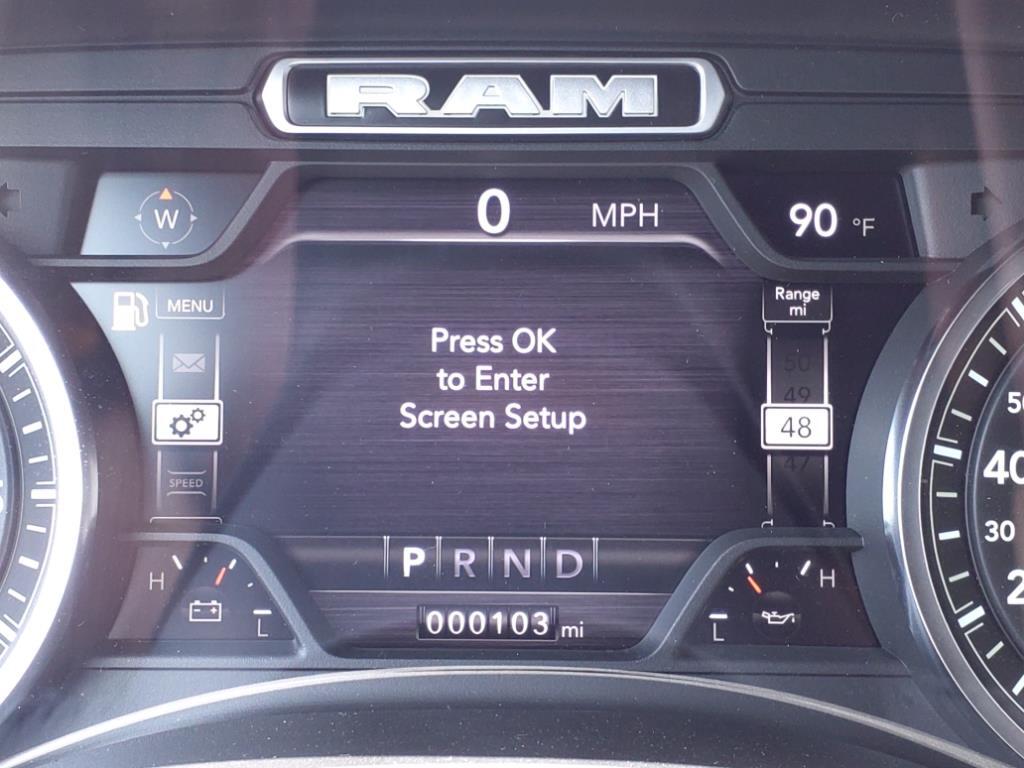 RAM
0 MPH
W
90 °F
MENU
Range
mi
Press OK
to Enter
Screen Setup
50
49
48
47
SPEED
P R N D
H
L
H
L
000103 mi
40
30